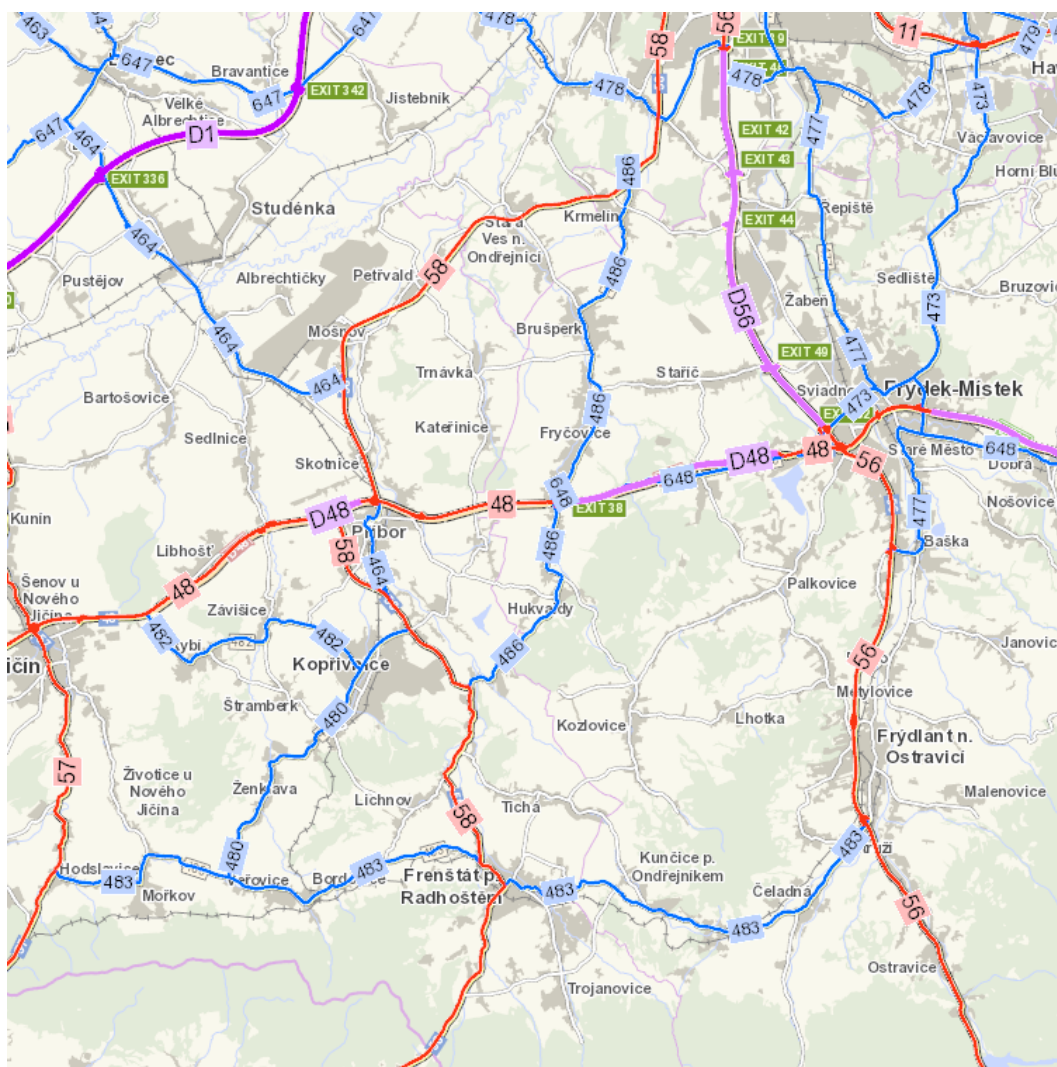 478
56
463
647
58
EXIT 39
11
479
647
Bravantice
478
647
EXIT 342
Jistebník
478
478
473
Velké
Albrechtice
647
464
D1
477
EXIT 42
Václavovice
EXIT 43
EXIT 336
486
Horní
Studénka
Krmelín
EXIT 44
Řepiště
Stará
Ves n.
Ondřejnicí
464
58
486
Pustějov
Albrechtičky
Petřvald
Sedliště
Bruzovice
D56
Žabeň
473
Mošnov
Brušperk
464
477
EXIT 49
Trnávka
Staříč
464
Sviadnov
Frýdek-Místek
Bartošovice
473
486
Sedlnice
Kateřinice
Fryčovice
48
56
Staré Město
648
Dobrá
Skotnice
D48
648
648
Nošovice
48
D48
EXIT 38
Kunín
Příbor
477
486
Baška
Libhošť
58
464
48
Palkovice
Šenov u
Nového
Jičína
Závišice
Hukvaldy
482
482
482
Janovice
486
56
Kopřivnice
Metylovice
Štramberk
480
Kozlovice
Lhotka
Frýdlant n.
Ostravicí
57
Životice u
Nového
Jičína
Ženklava
Lichnov
Tichá
Malenovice
58
483
480
Kunčice p.
Ondřejníkem
Hodslavice
483
483
Frenštát p.
Radhoštěm
Mořkov
Veřovice
483
Čeladná
56
483
Ostravice
Trojanovice